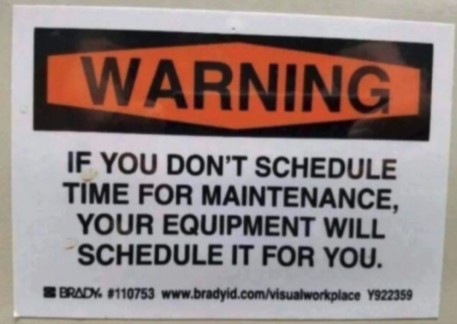 WARNING
IF YOU DON'T SCHEDULE
TIME FOR MAINTENANCE,
YOUR EQUIPMENT WILL
SCHEDULE IT FOR YOU.
BRADY. #110753 www.bradyid.com/visualworkplace Y922359